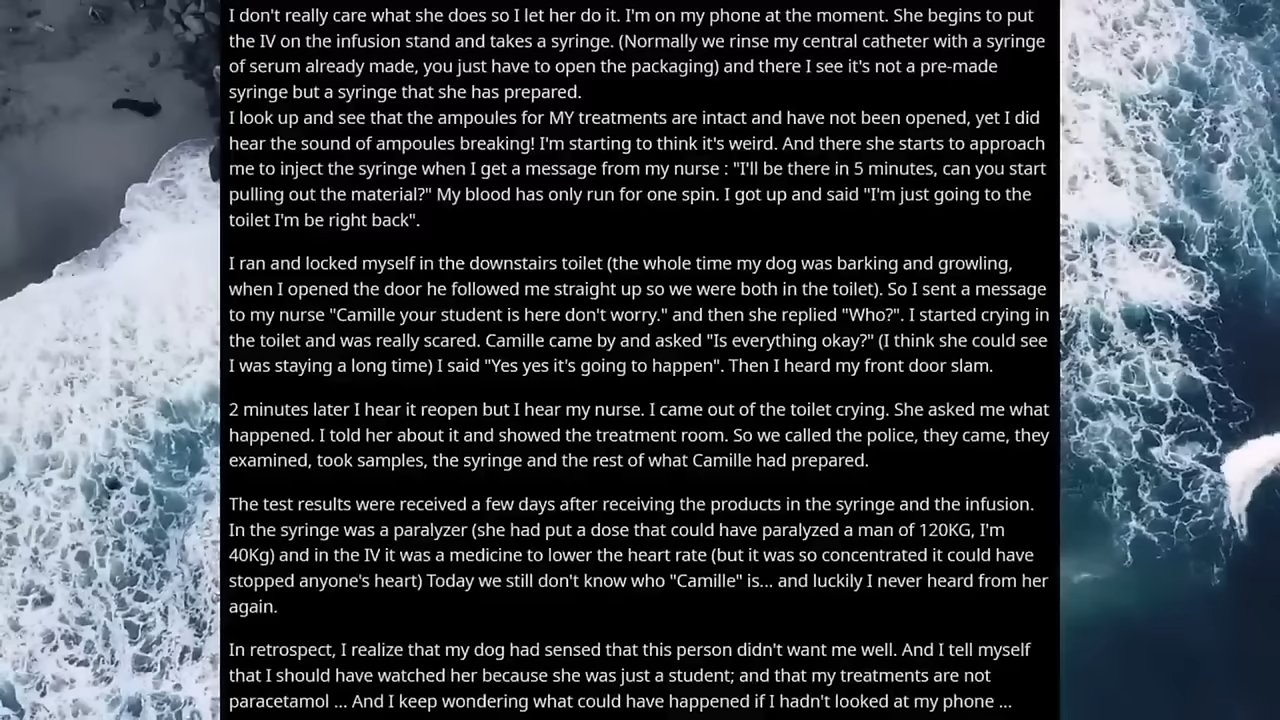 I don't really care what she does so I let her do it. I'm on my phone at the moment. She begins to put
the IV on the infusion stand and takes a syringe. (Normally we rinse my central catheter with a syringe
of serum already made, you just have to open the packaging) and there I see it's not a pre-made
syringe but a syringe that she has prepared.
I look up and see that the ampoules for MY treatments are intact and have not been opened, yet I did
hear the sound of ampoules breaking! I'm starting to think it's weird. And there she starts to approach
me to inject the syringe when I get a message from my nurse : "I'll be there in 5 minutes, can you start
pulling out the material?" My blood has only run for one spin. I got up and said "I'm just going to the
toilet I'm be right back".
I ran and locked myself in the downstairs toilet (the whole time my dog was barking and growling,
when I opened the door he followed me straight up so we were both in the toilet). So I sent a message
to my nurse "Camille your student is here don't worry." and then she replied "Who?". I started crying in
the toilet and was really scared. Camille came by and asked "Is everything okay?" (I think she could see
I was staying a long time) I said "Yes yes it's going to happen". Then I heard my front door slam.
2 minutes later I hear it reopen but I hear my nurse. I came out of the toilet crying. She asked me what
happened. I told her about it and showed the treatment room. So we called the police, they came, they
examined, took samples, the syringe and the rest of what Camille had prepared.
The test results were received a few days after receiving the products in the syringe and the infusion.
In the syringe was a paralyzer (she had put a dose that could have paralyzed a man of 120KG, I'm
40Kg) and in the IV it was a medicine to lower the heart rate (but it was so concentrated it could have
stopped anyone's heart) Today we still don't know who "Camille" is... and luckily I never heard from her
again.
In retrospect, I realize that my dog had sensed that this person didn't want me well. And I tell myself
that I should have watched her because she was just a student; and that my treatments are not
paracetamol ... And I keep wondering what could have happened if I hadn't looked at my phone ...